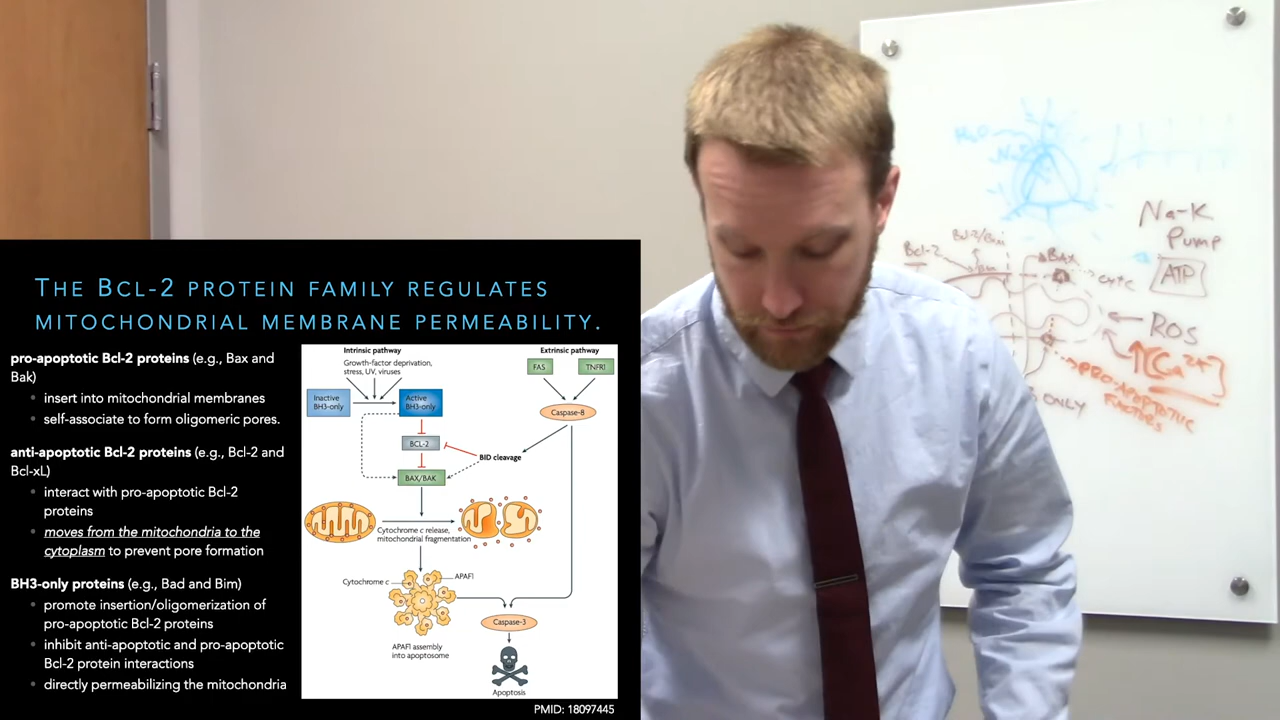 THE BCL-2 PROTEIN FAMILY REGULATES
MITOCHONDRIAL MEMBRANE PERMEABILITY.
pro-apoptotic Bcl-2 proteins (e.g., Bax and
Bak)
insert into mitochondrial membranes
self-associate to form oligomeric pores.
anti-apoptotic Bcl-2 proteins (e.g., Bcl-2 and
Bcl-xL)
interact with pro-apoptotic Bcl-2
proteins
moves from the mitochondria to the
cytoplasm to prevent pore formation
BH3-only proteins (e.g., Bad and Bim)
promote insertion/oligomerization of
pro-apoptotic Bcl-2 proteins
inhibit anti-apoptotic and pro-apoptotic
Bcl-2 protein interactions
directly permeabilizing the mitochondria
Intrinsic pathway
Growth-factor deprivation,
stress, UV, viruses
Inactive
BH3-only
Active
BH3-only
BCL-2
BAX/BAK
Extrinsic pathway
FAS
TNFR1
Caspase-8
BID cleavage
Cytochrome c release,
mitochondrial fragmentation
Cytochrome c
APAF1
APAF1 assembly
into apoptosome
Caspase-3
Apoptosis
PMID: 18097445
Na-K
Pump
ATP
Bcl-2
BAX
cytc
ROS
↑[Ca2+]
PRO-APOPTOTIC
FACTORS
ONLY